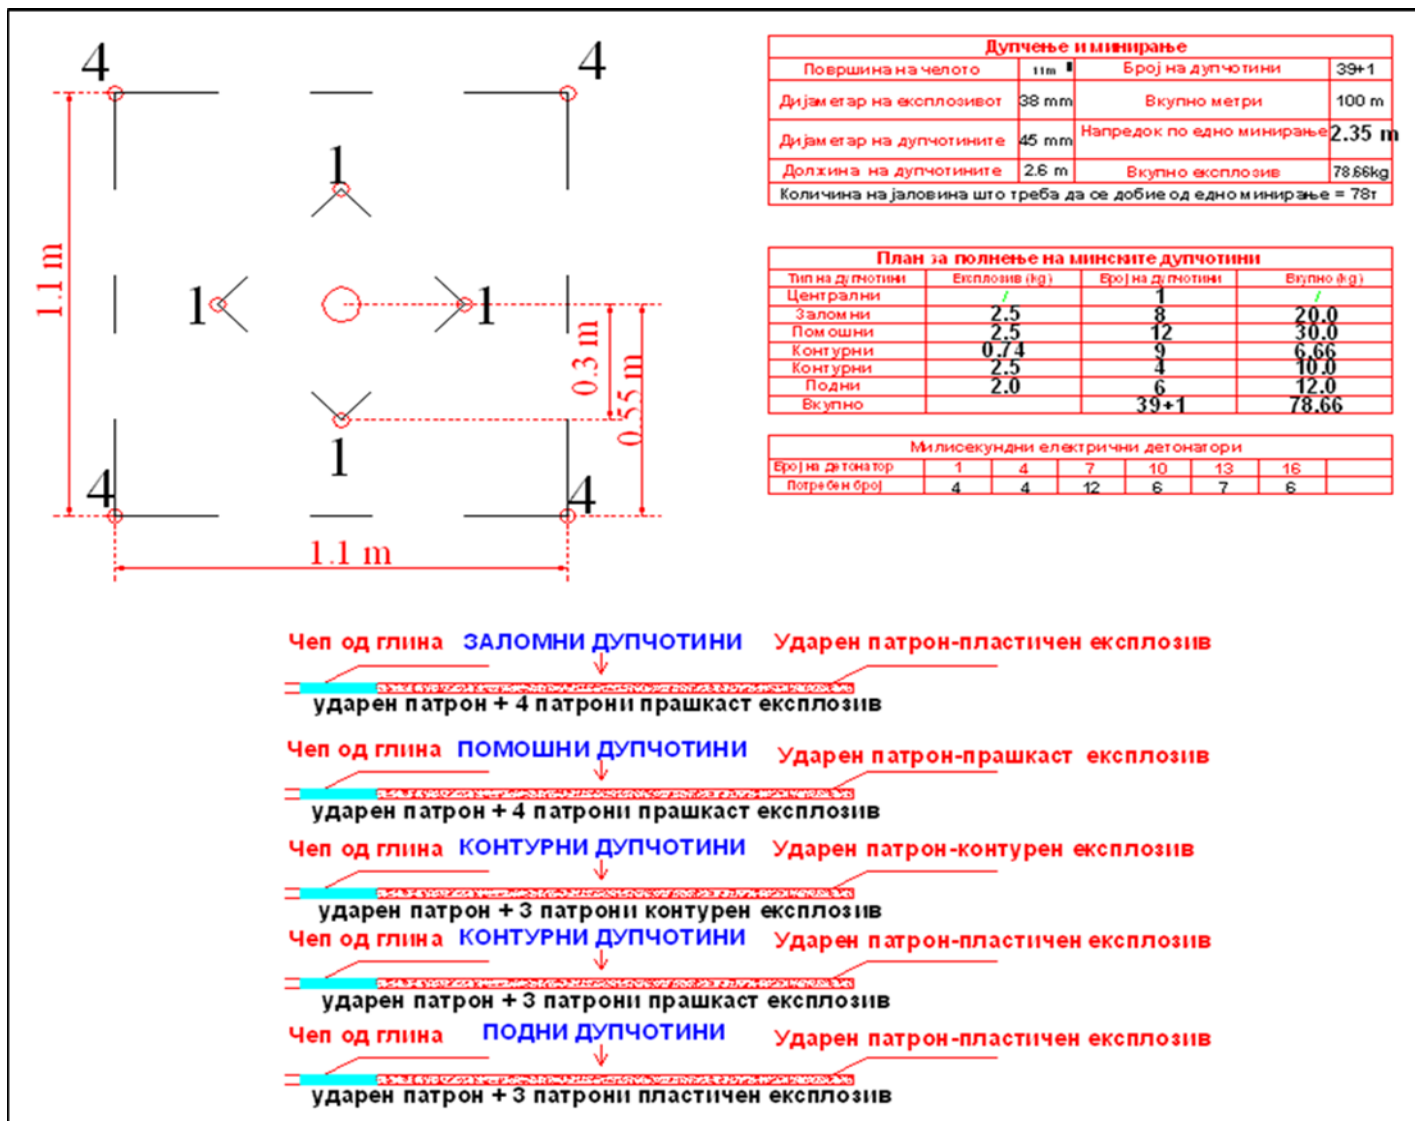 4 4
1
1 1
1
4 4
1.1 m
1.1 m
0.3 m
0.55 m
Дупчење и минирање
Површина на челото 11m Број на дупчотини 39+1
Дијаметар на експлозивот 38 mm Вкупно метри 100 m
Дијаметар на дупчотините 45 mm Напредок по едно минирање 2.35 m
Должина на дупчотините 2.6 m Вкупно експлозив 78.66kg
Количина на јаловина што треба да се добие од едно минирање = 78т
План за полнење на минските дупчотини
Тип на дупчотини Експлозив (kg) Број на дупчотини Вкупно (kg)
Централни / 1 /
Заломни 2.5 8 20.0
Помошни 2.5 12 30.0
Контурни 0.74 9 6.66
Контурни 2.5 4 10.0
Подни 2.0 6 12.0
Вкупно 39+1 78.66
Милисекундни електрични детонатори
Број на детонатор 1 4 7 10 13 16
Потребен број 4 4 12 6 7 6
Чеп од глина ЗАЛОМНИ ДУПЧОТИНИ Ударен патрон-пластичен експлозив
ударен патрон + 4 патрони прашкаст експлозив
Чеп од глина ПОМОШНИ ДУПЧОТИНИ Ударен патрон-прашкаст експлозив
ударен патрон + 4 патрони прашкаст експлозив
Чеп од глина КОНТУРНИ ДУПЧОТИНИ Ударен патрон-контурен експлозив
ударен патрон + 3 патрони контурен експлозив
Чеп од глина КОНТУРНИ ДУПЧОТИНИ Ударен патрон-пластичен експлозив
ударен патрон + 3 патрони прашкаст експлозив
Чеп од глина ПОДНИ ДУПЧОТИНИ Ударен патрон-пластичен експлозив
ударен патрон + 3 патрони пластичен експлозив